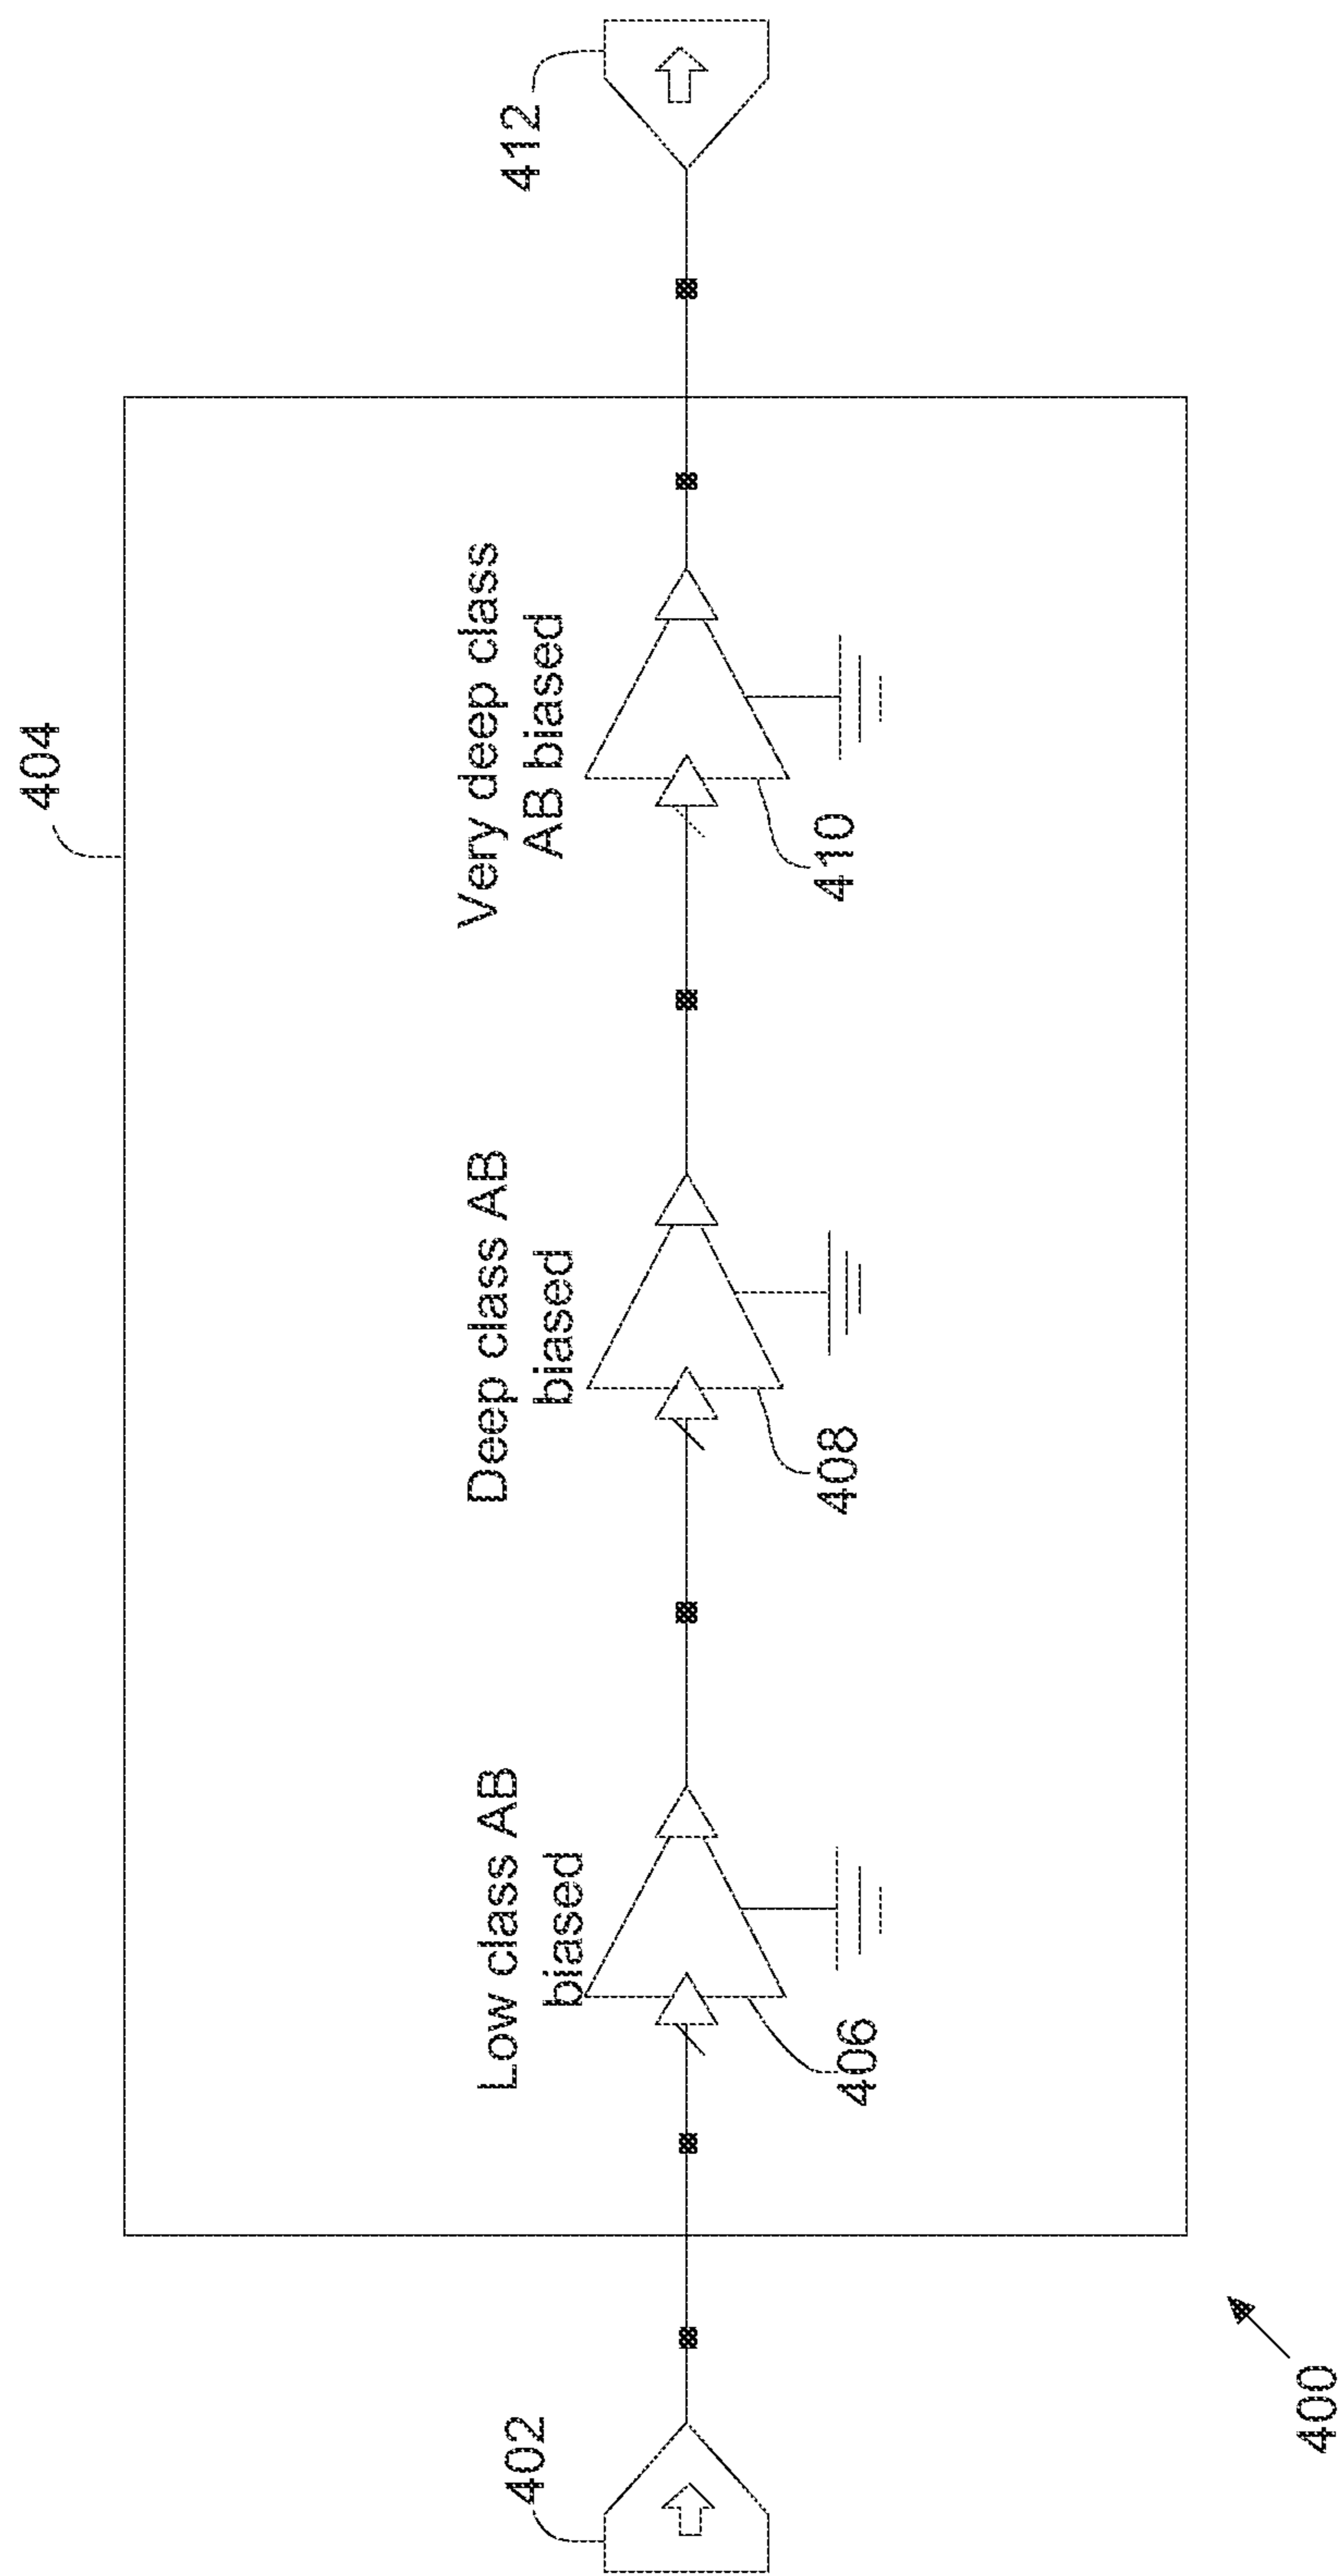 404
Low class AB
biased
Deep class AB
biased
Very deep class
AB biased
402
412
406
408
410
400